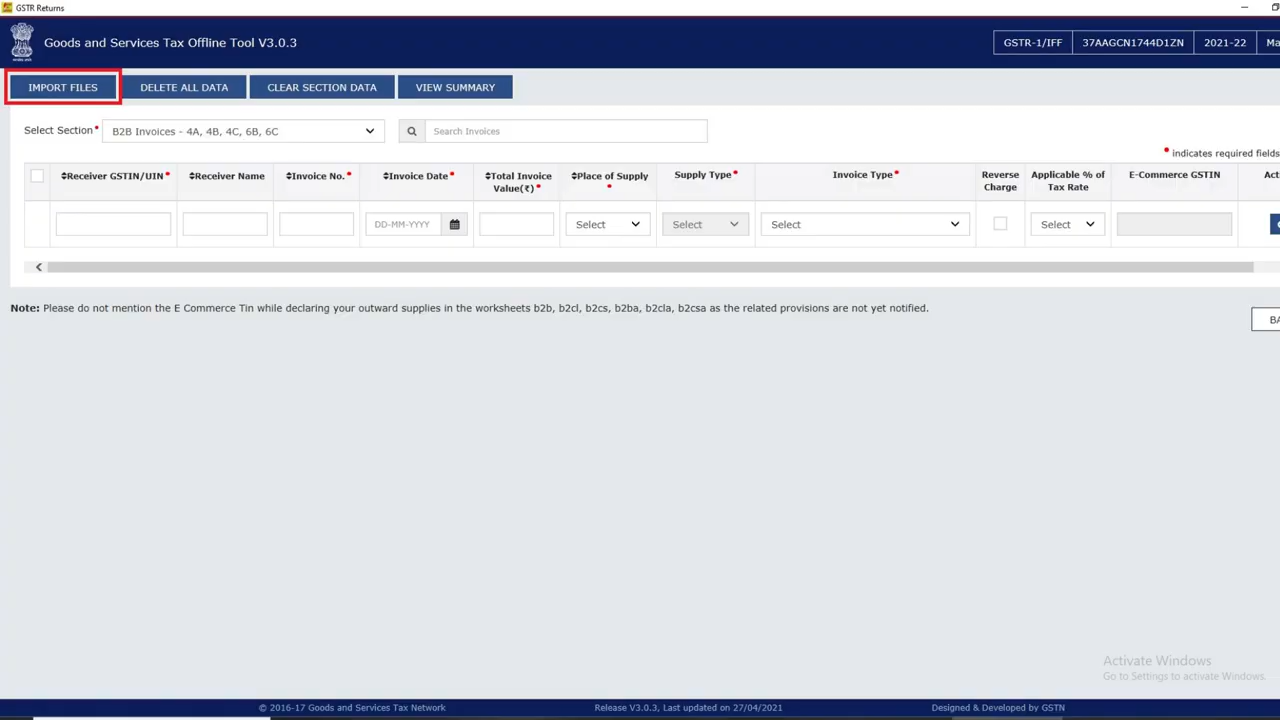 GSTR Returns
Goods and Services Tax Offline Tool V3.0.3
GSTR-1/IFF 37AAGCN1744D1ZN 2021-22
IMPORT FILES DELETE ALL DATA CLEAR SECTION DATA VIEW SUMMARY
Select Section* B2B Invoices - 4A, 4B, 4C, 6B, 6C Search Invoices
* indicates required fields
Receiver GSTIN/UIN* Receiver Name Invoice No.* Invoice Date* Total Invoice Value(₹)* Place of Supply* Supply Type* Invoice Type* Reverse Charge Applicable % of Tax Rate E-Commerce GSTIN
DD-MM-YYYY Select Select Select Select
Note: Please do not mention the E Commerce Tin while declaring your outward supplies in the worksheets b2b, b2cl, b2cs, b2ba, b2cla, b2csa as the related provisions are not yet notified.
Activate Windows
Go to Settings to activate Windows.
© 2016-17 Goods and Services Tax Network Release V3.0.3, Last updated on 27/04/2021 Designed & Developed by GSTN